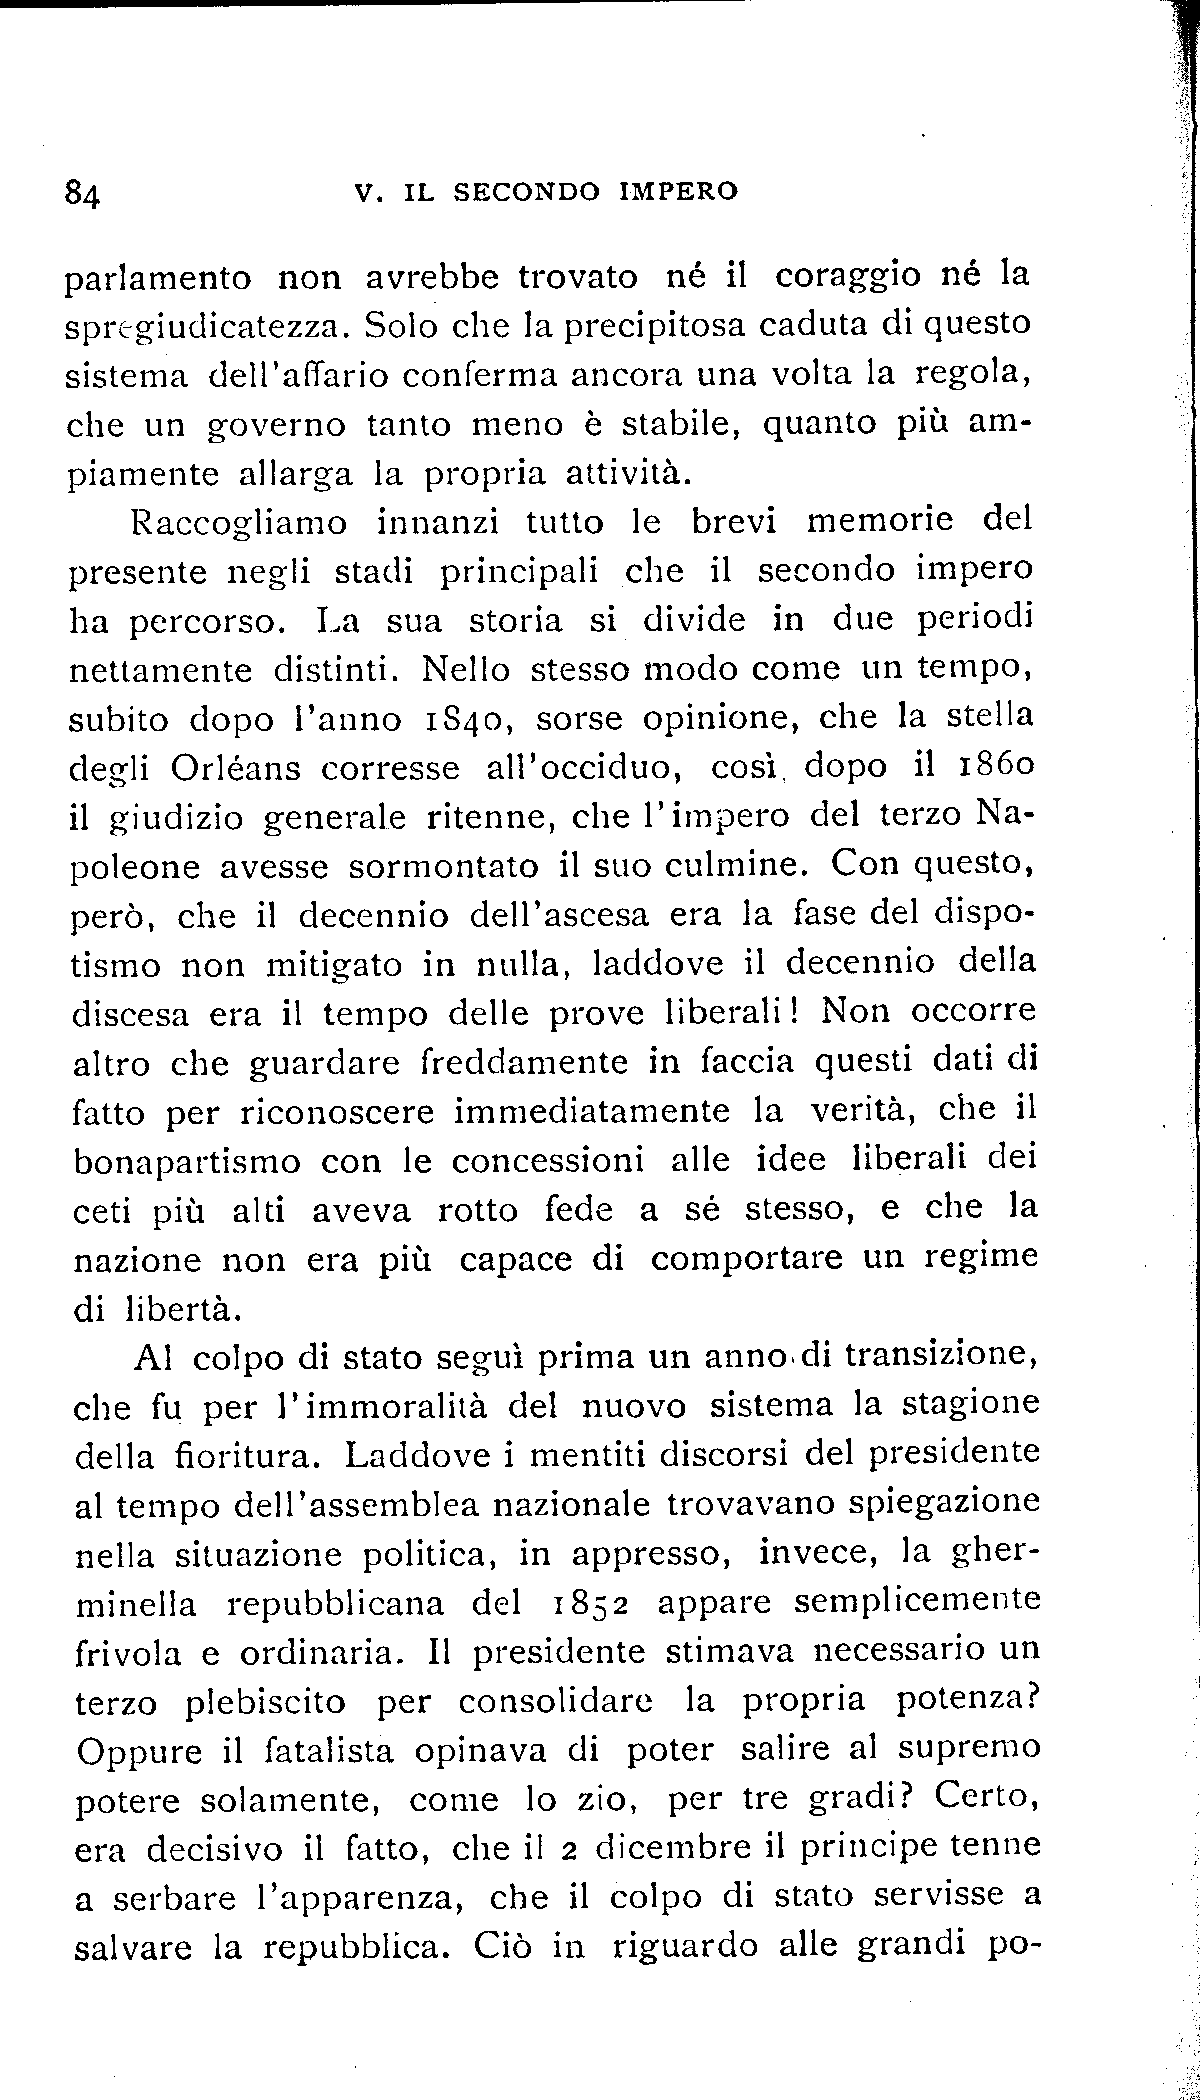 84 V. IL SECONDO IMPERO
parlamento non avrebbe trovato né il coraggio né la
spregiudicatezza. Solo che la precipitosa caduta di questo
sistema dell'affario conferma ancora una volta la regola,
che un governo tanto meno è stabile, quanto più am-
piamente allarga la propria attività.
Raccogliamo innanzi tutto le brevi memorie del
presente negli stadi principali che il secondo impero
ha percorso. La sua storia si divide in due periodi
nettamente distinti. Nello stesso modo come un tempo,
subito dopo l'anno 1840, sorse opinione, che la stella
degli Orléans corresse all'occiduo, così, dopo il 1860
il giudizio generale ritenne, che l'impero del terzo Na-
poleone avesse sormontato il suo culmine. Con questo,
però, che il decennio dell'ascesa era la fase del dispo-
tismo non mitigato in nulla, laddove il decennio della
discesa era il tempo delle prove liberali! Non occorre
altro che guardare freddamente in faccia questi dati di
fatto per riconoscere immediatamente la verità, che il
bonapartismo con le concessioni alle idee liberali dei
ceti più alti aveva rotto fede a sé stesso, e che la
nazione non era più capace di comportare un regime
di libertà.
Al colpo di stato seguì prima un anno di transizione,
che fu per l'immoralità del nuovo sistema la stagione
della fioritura. Laddove i mentiti discorsi del presidente
al tempo dell'assemblea nazionale trovavano spiegazione
nella situazione politica, in appresso, invece, la gher-
minella repubblicana del 1852 appare semplicemente
frivola e ordinaria. Il presidente stimava necessario un
terzo plebiscito per consolidare la propria potenza?
Oppure il fatalista opinava di poter salire al supremo
potere solamente, come lo zio, per tre gradi? Certo,
era decisivo il fatto, che il 2 dicembre il principe tenne
a serbare l'apparenza, che il colpo di stato servisse a
salvare la repubblica. Ciò in riguardo alle grandi po-